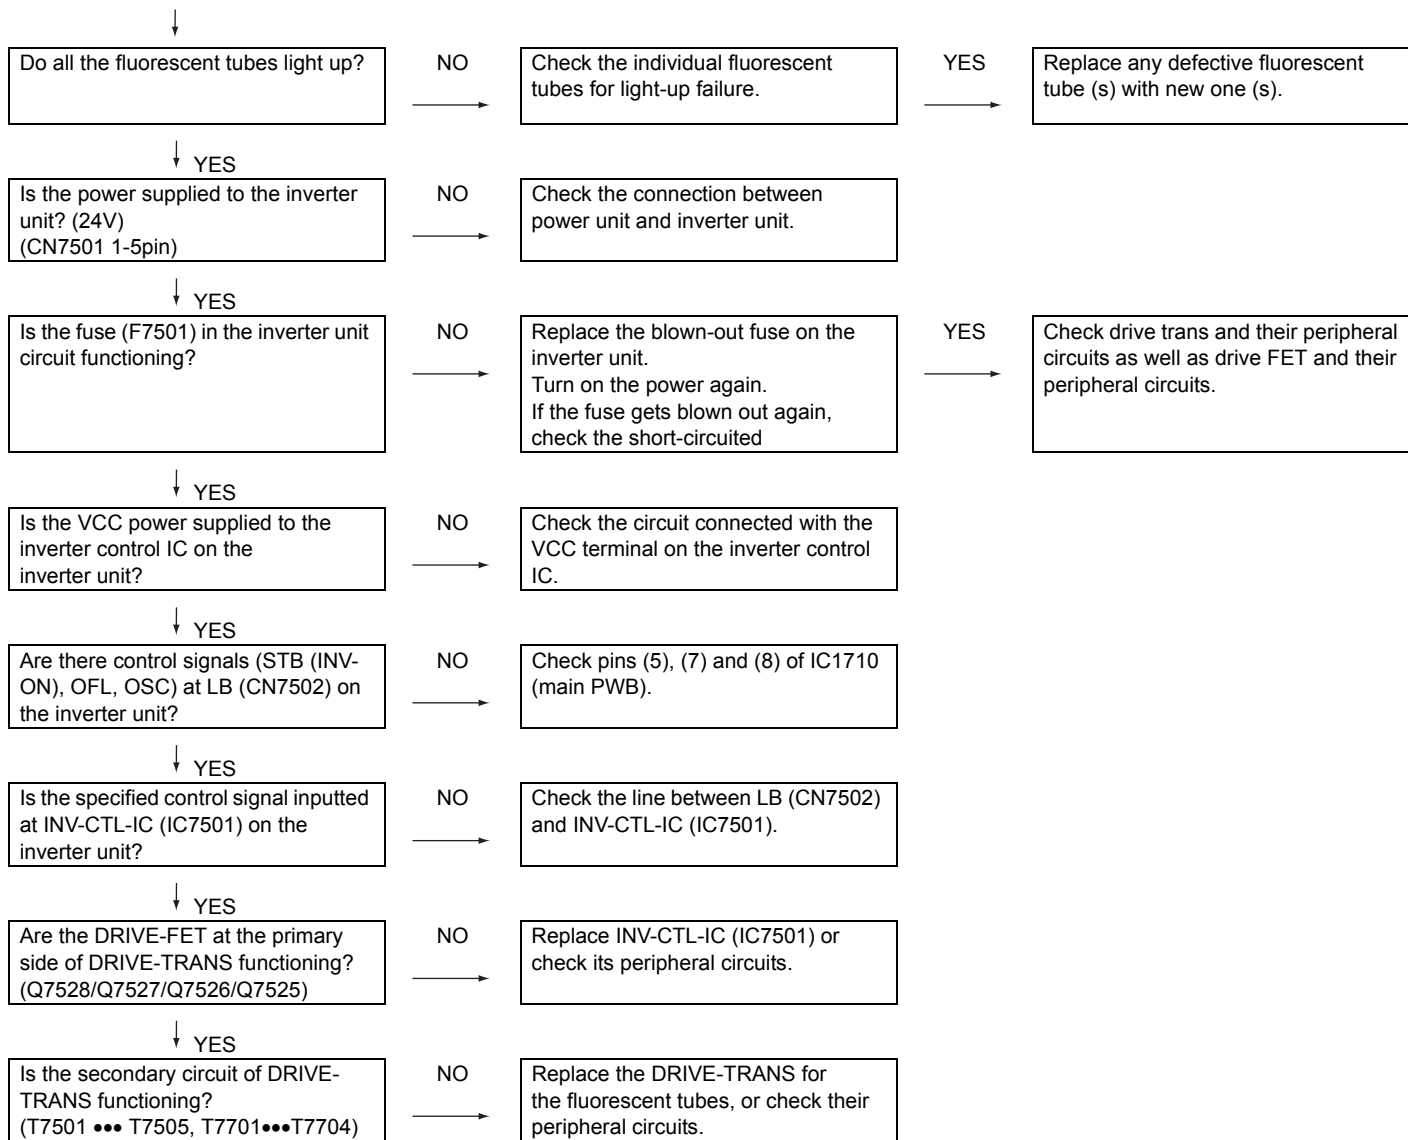 Do all the fluorescent tubes light up?
NO
Check the individual fluorescent
tubes for light-up failure.
YES
Replace any defective fluorescent
tube (s) with new one (s).
YES
Is the power supplied to the inverter
unit? (24V)
(CN7501 1-5pin)
NO
Check the connection between
power unit and inverter unit.
YES
Is the fuse (F7501) in the inverter unit
circuit functioning?
NO
Replace the blown-out fuse on the
inverter unit.
Turn on the power again.
If the fuse gets blown out again,
check the short-circuited
YES
Check drive trans and their peripheral
circuits as well as drive FET and their
peripheral circuits.
YES
Is the VCC power supplied to the
inverter control IC on the
inverter unit?
NO
Check the circuit connected with the
VCC terminal on the inverter control
IC.
YES
Are there control signals (STB (INV-
ON), OFL, OSC) at LB (CN7502) on
the inverter unit?
NO
Check pins (5), (7) and (8) of IC1710
(main PWB).
YES
Is the specified control signal inputted
at INV-CTL-IC (IC7501) on the
inverter unit?
NO
Check the line between LB (CN7502)
and INV-CTL-IC (IC7501).
YES
Are the DRIVE-FET at the primary
side of DRIVE-TRANS functioning?
(Q7528/Q7527/Q7526/Q7525)
NO
Replace INV-CTL-IC (IC7501) or
check its peripheral circuits.
YES
Is the secondary circuit of DRIVE-
TRANS functioning?
(T7501 ••• T7505, T7701•••T7704)
NO
Replace the DRIVE-TRANS for
the fluorescent tubes, or check their
peripheral circuits.